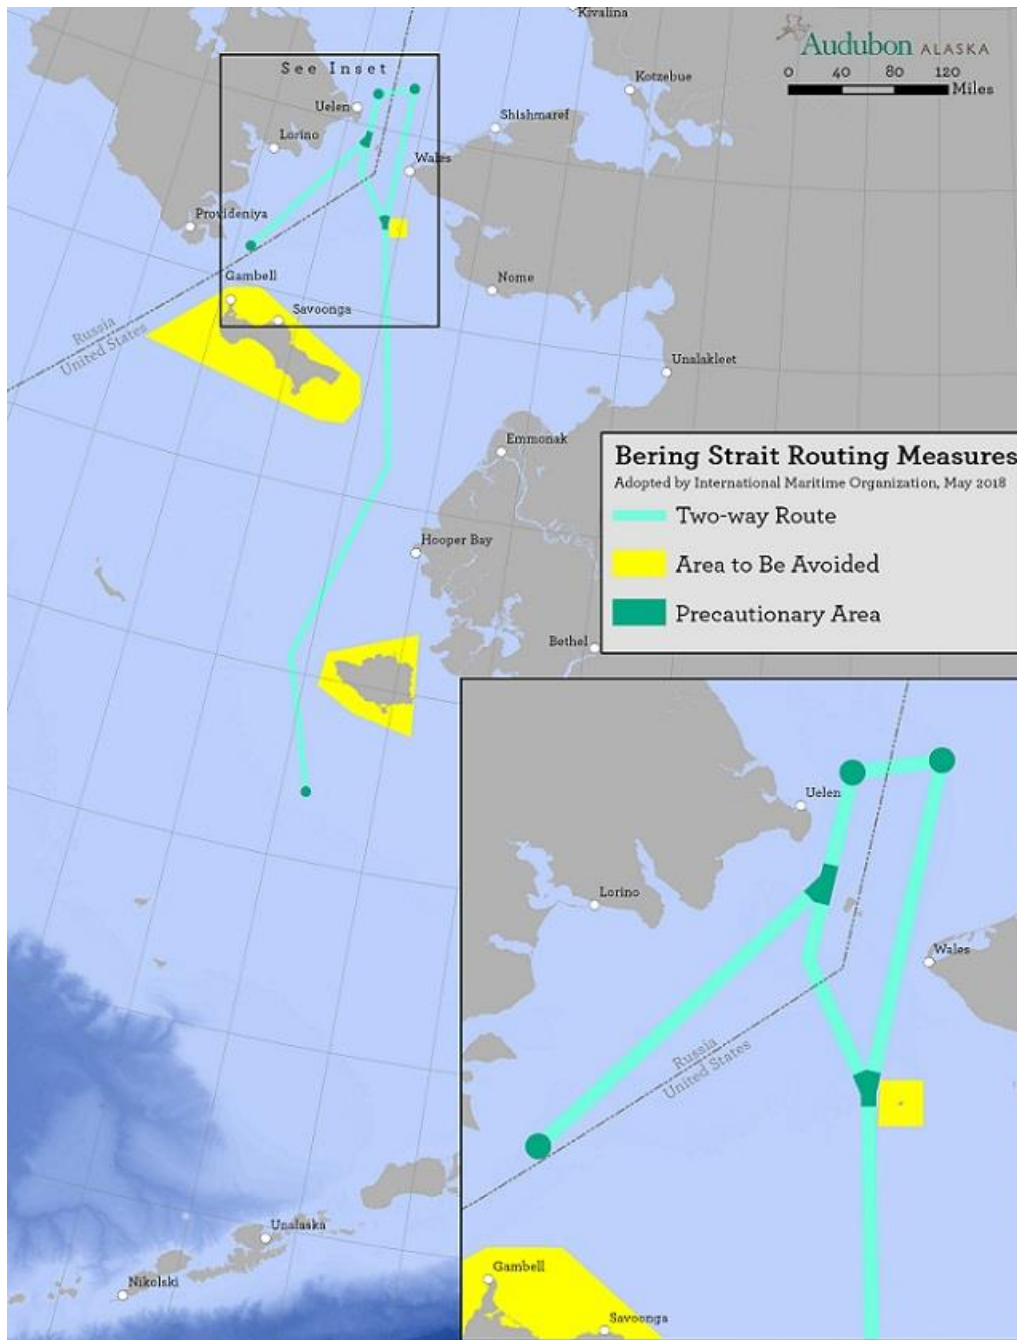 Kivalina
Audubon ALASKA
0 40 80 120
Miles
See Inset
Kotzebue
Uelen
Shishmaref
Lorino
Wales
Provideniya
Gambell
Nome
Savoonga
Russia
United States
Unalakleet
Emmonak
Bering Strait Routing Measures
Adopted by International Maritime Organization, May 2018
Two-way Route
Area to Be Avoided
Precautionary Area
Hooper Bay
Bethel
Uelen
Lorino
Wales
Russia
United States
Gambell
Savoonga
Unalaska
Nikolski